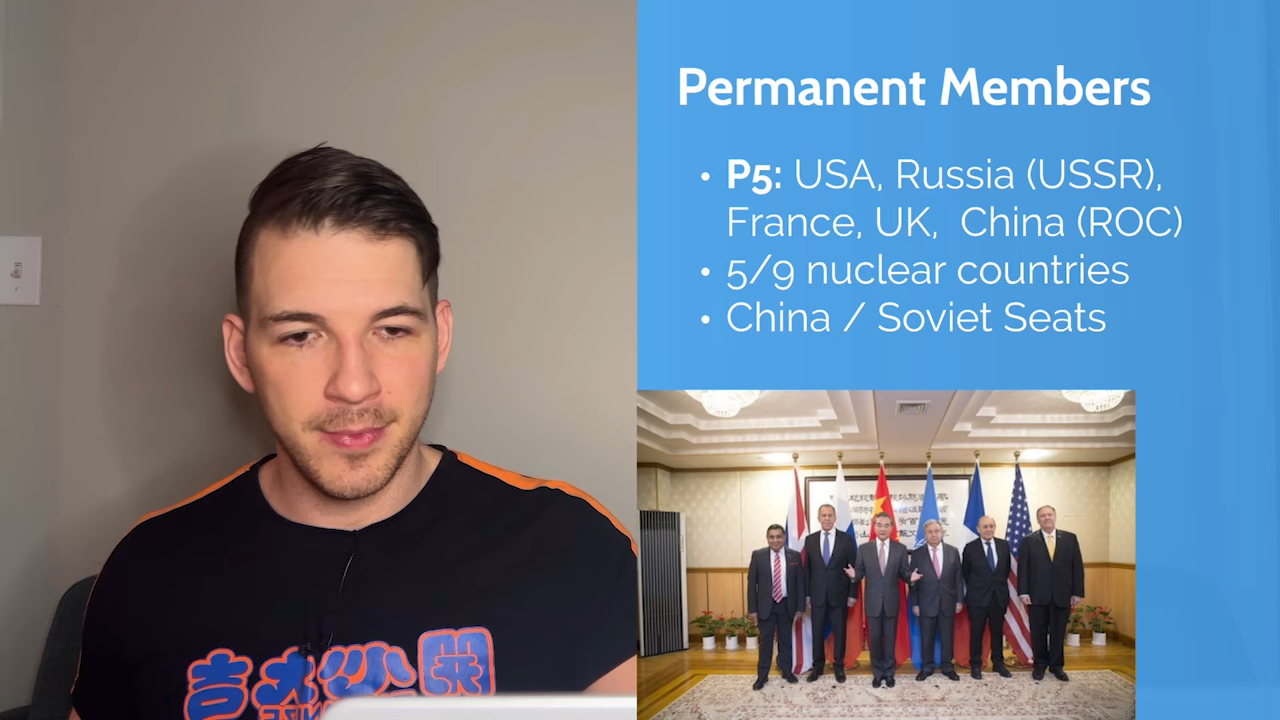 Permanent Members
• P5: USA, Russia (USSR),
France, UK, China (ROC)
• 5/9 nuclear countries
• China / Soviet Seats